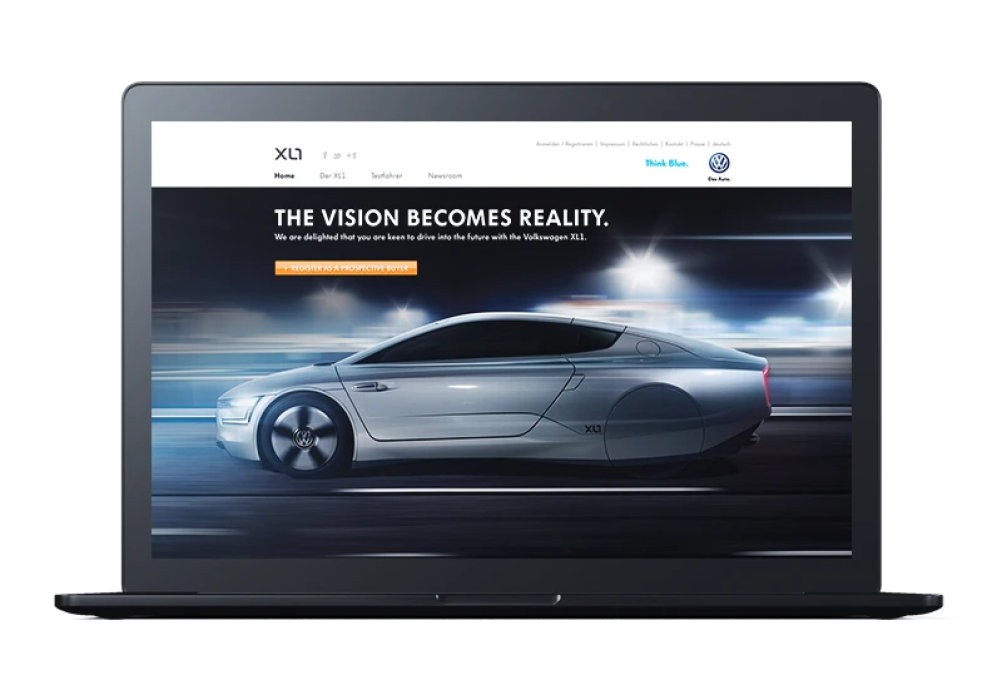 XL1
Anmelden / Registrieren | Impressum | Rechtliches | Kontakt | Presse | deutsch
Think Blue.
Das Auto.
Home Der XL1 Testfahrer Newsroom
THE VISION BECOMES REALITY.
We are delighted that you are keen to drive into the future with the Volkswagen XL1.
› REGISTER AS A PROSPECTIVE BUYER
XL1